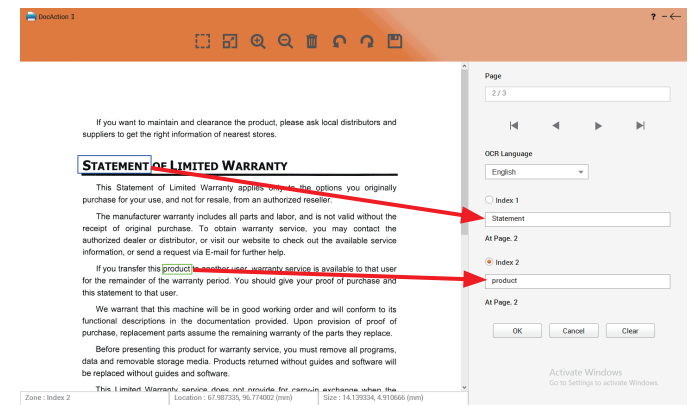 DocAction I
? - ←
Page
2 / 3
If you want to maintain and clearance the product, please ask local distributors and
suppliers to get the right information of nearest stores.
OCR Language
English
STATEMENT OF LIMITED WARRANTY
This Statement of Limited Warranty applies only to the options you originally
purchase for your use, and not for resale, from an authorized reseller.
Index 1
Statement
At Page. 2
The manufacturer warranty includes all parts and labor, and is not valid without the
receipt of original purchase. To obtain warranty service, you may contact the
authorized dealer or distributor, or visit our website to check out the available service
information, or send a request via E-mail for further help.
Index 2
product
At Page. 2
If you transfer this product to another user, warranty service is available to that user
for the remainder of the warranty period. You should give your proof of purchase and
this statement to that user.
We warrant that this machine will be in good working order and will conform to its
functional descriptions in the documentation provided. Upon provision of proof of
purchase, replacement parts assume the remaining warranty of the parts they replace.
OK Cancel Clear
Before presenting this product for warranty service, you must remove all programs,
data and removable storage media. Products returned without guides and software will
be replaced without guides and software.
Activate Windows
Go to Settings to activate Windows.
This Limited Warranty service does not provide for carry-in exchange when the
Zone : Index 2
Location : 67.987335, 96.774002 (mm)
Size : 14.139334, 4.910666 (mm)